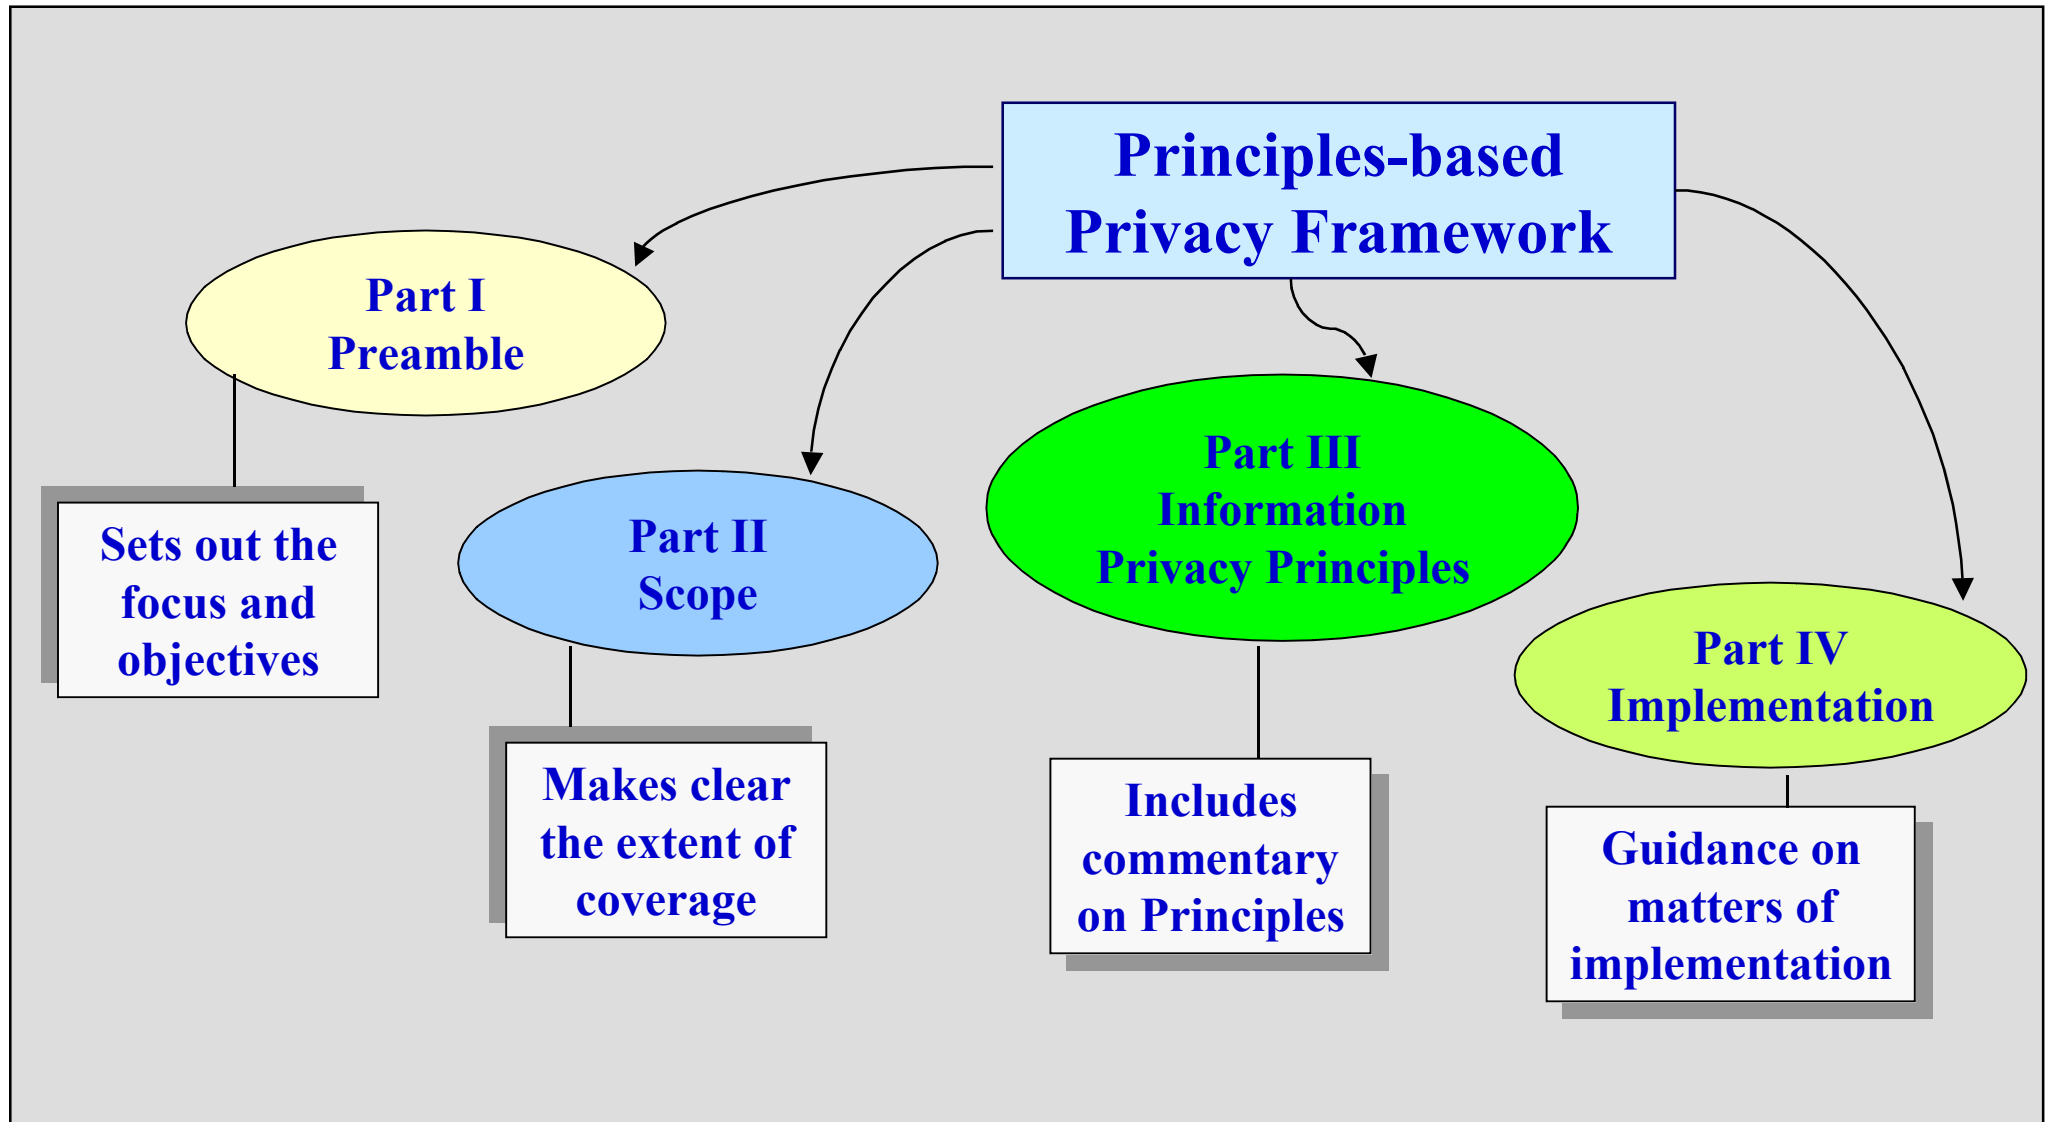 Principles-based
Privacy Framework
Part I
Preamble
Sets out the
focus and
objectives
Part II
Scope
Makes clear
the extent of
coverage
Part III
Information
Privacy Principles
Includes
commentary
on Principles
Part IV
Implementation
Guidance on
matters of
implementation